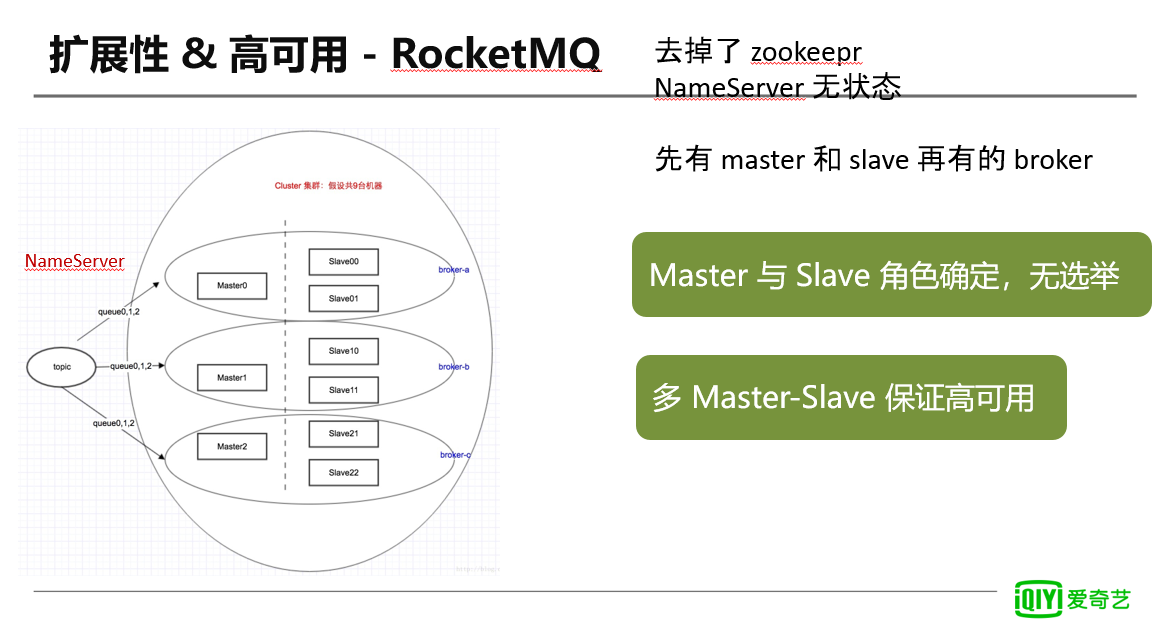 扩展性 & 高可用 - RocketMQ
去掉了 zookeepr
NameServer 无状态
先有 master 和 slave 再有的 broker
Cluster 集群：假设共9台机器
NameServer
Master0
Slave00
Slave01
broker-a
queue0,1,2
topic
queue0,1,2
Master1
Slave10
Slave11
broker-b
queue0,1,2
Master2
Slave21
Slave22
broker-c
Master 与 Slave 角色确定，无选举
多 Master-Slave 保证高可用
iQIYI 爱奇艺